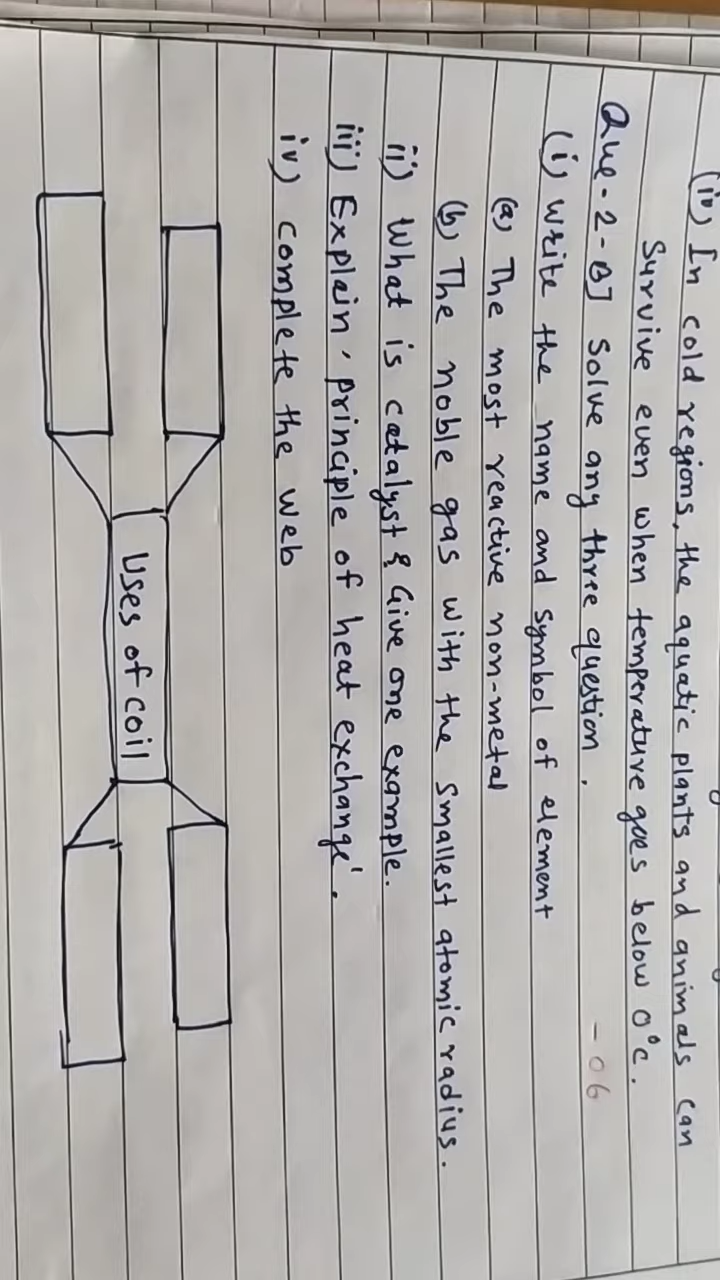 (iv) In cold regions, the aquatic plants and animals can
Survive even when temperature goes below 0°c.
Que-2-B] Solve any three question. -06
(i) write the name and symbol of element
(a) The most reactive non-metal
(b) The noble gas with the smallest atomic radius.
ii) What is catalyst & Give one example.
iii) Explain 'principle of heat exchange'.
iv) complete the web
Uses of coil